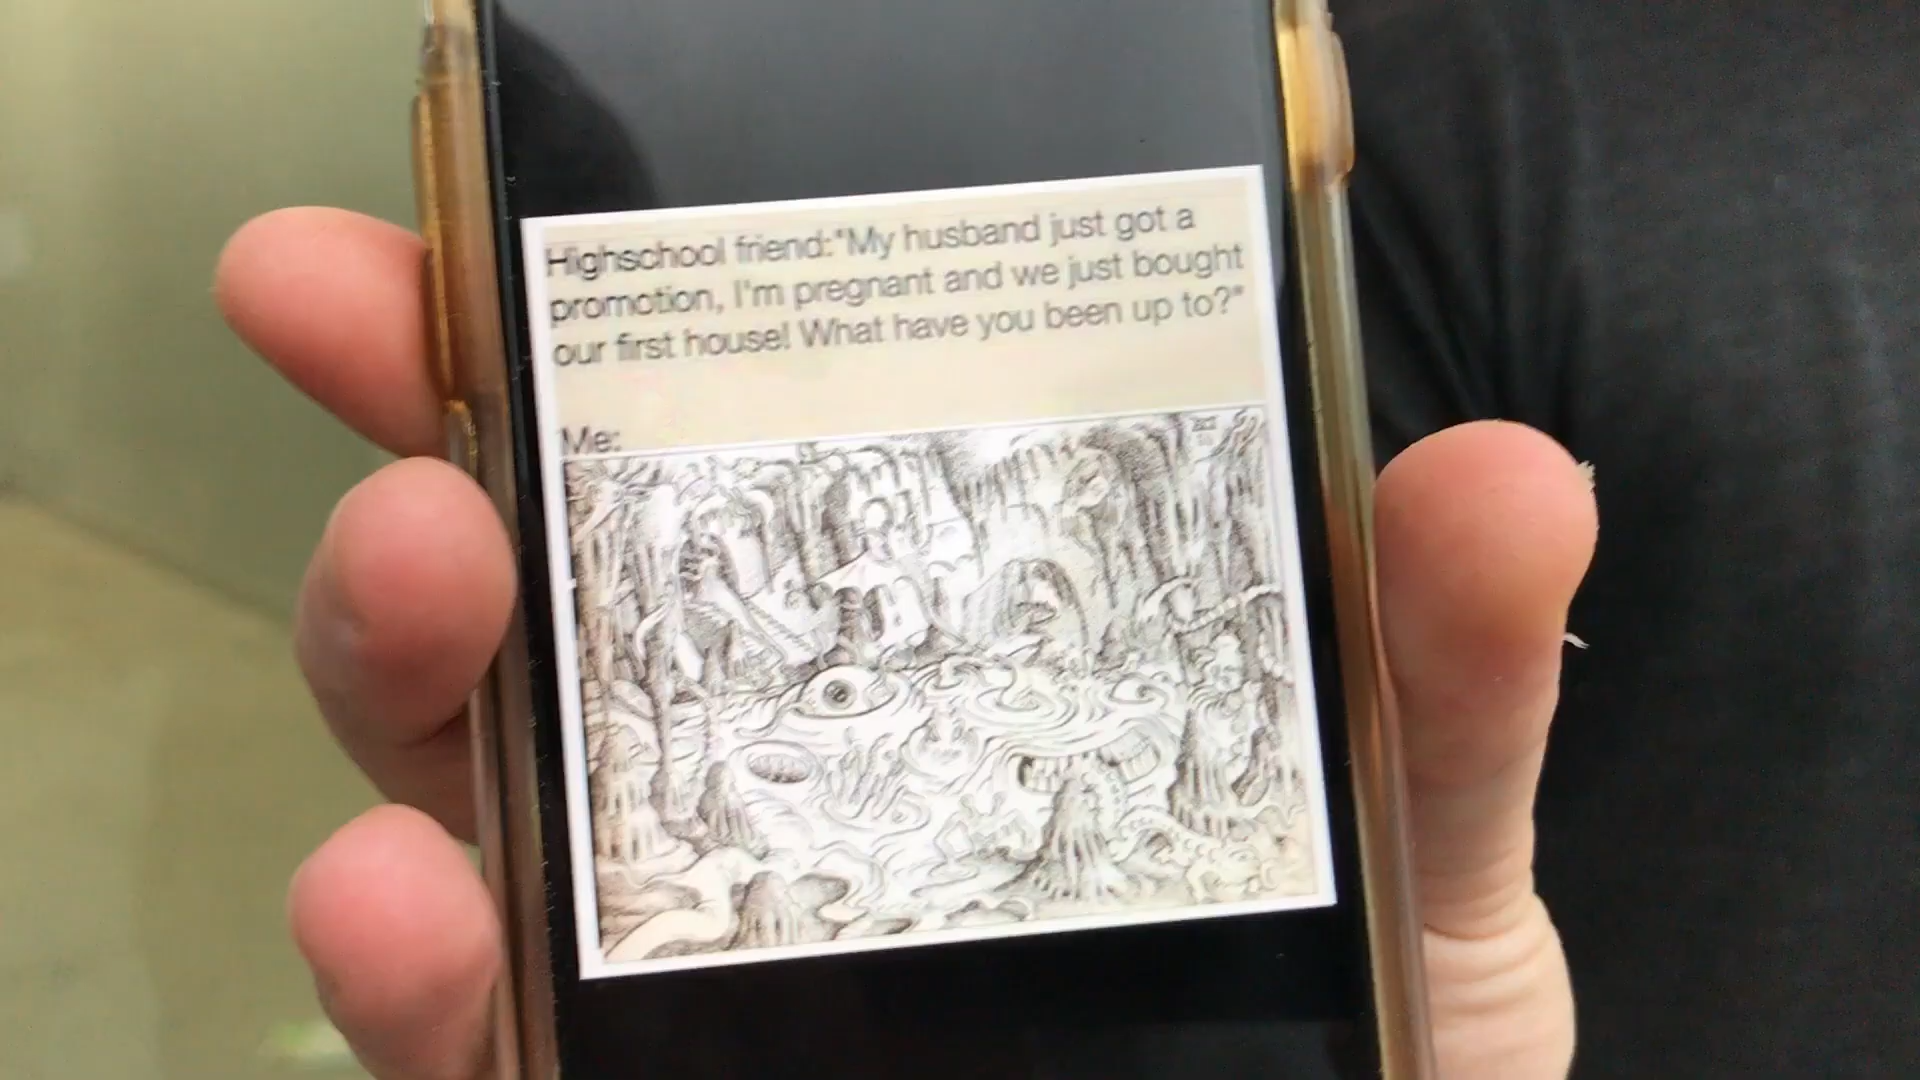 Highschool friend:"My husband just got a
promotion, I'm pregnant and we just bought
our first house! What have you been up to?"
Me: